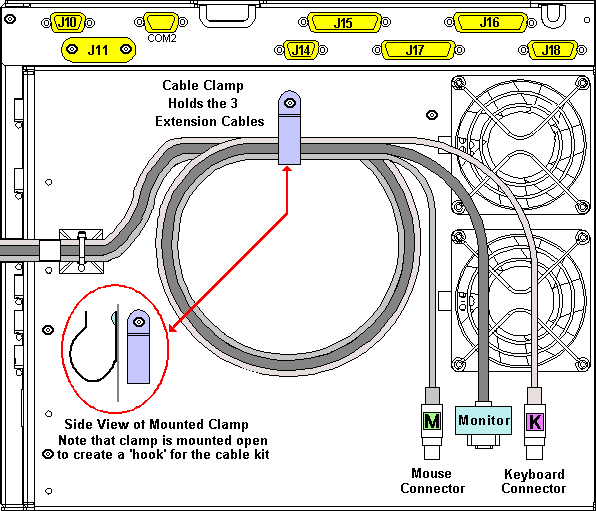 J10
COM2
J15
J16
J11
J14
J17
J18
Cable Clamp
Holds the 3
Extension Cables
Side View of Mounted Clamp
Note that clamp is mounted open
to create a 'hook' for the cable kit
M
Monitor
K
Mouse
Connector
Keyboard
Connector